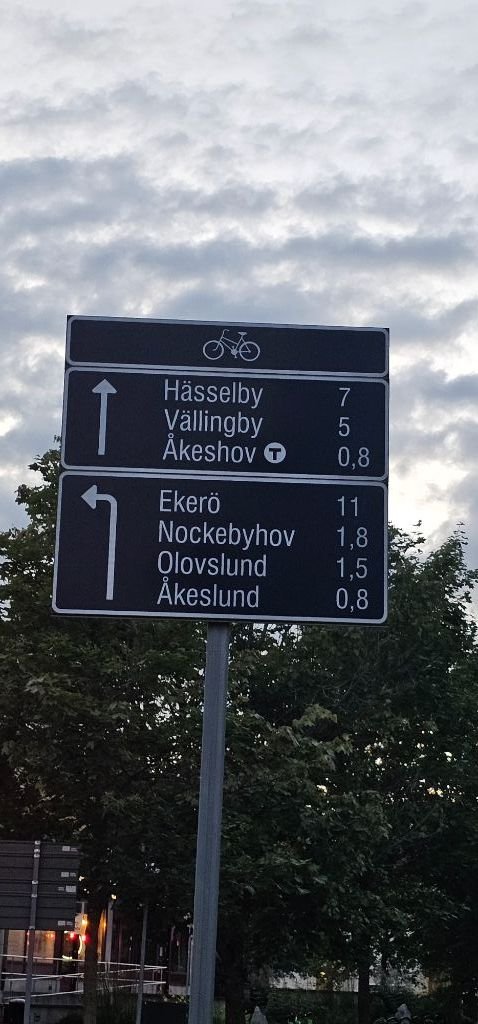 Hässelby 7
Vällingby 5
Åkeshov T 0,8
Ekerö 11
Nockebyhov 1,8
Olovslund 1,5
Åkeslund 0,8